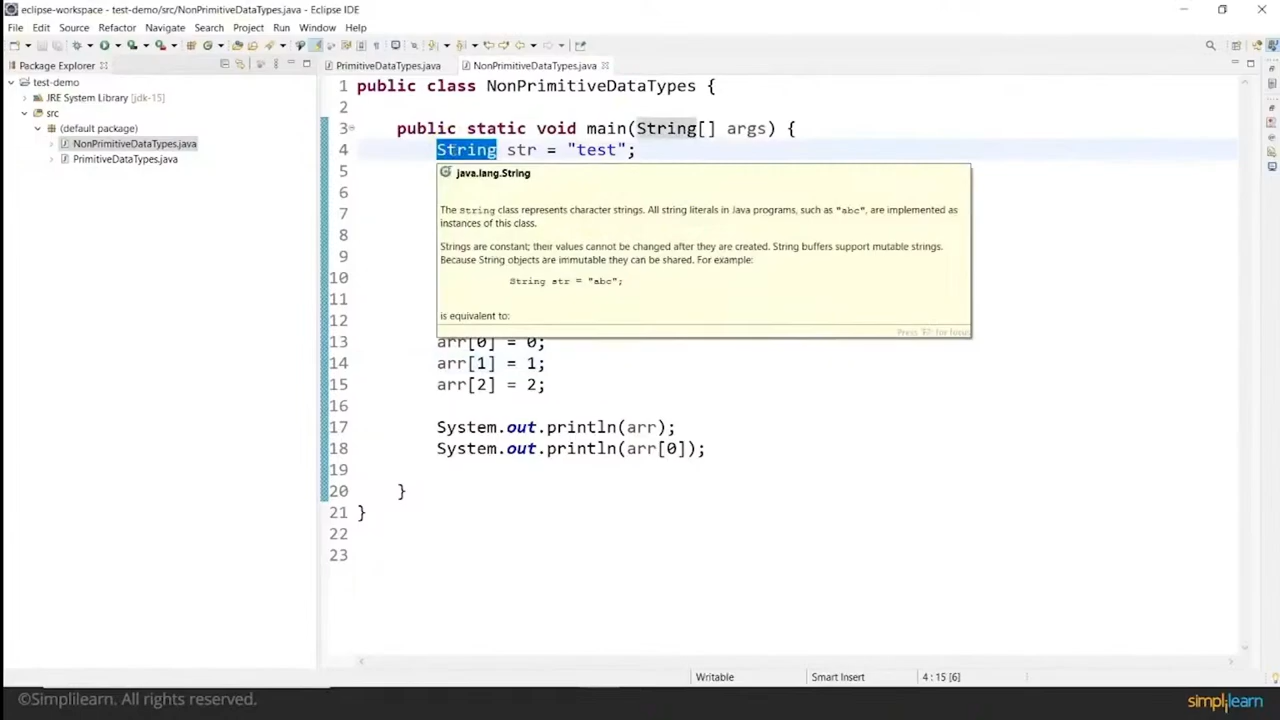 eclipse-workspace - test-demo/src/NonPrimitiveDataTypes.java - Eclipse IDE
File Edit Source Refactor Navigate Search Project Run Window Help
Package Explorer
PrimitiveDataTypes.java NonPrimitiveDataTypes.java
test-demo
JRE System Library [jdk-15]
src
(default package)
NonPrimitiveDataTypes.java
PrimitiveDataTypes.java
1 public class NonPrimitiveDataTypes {
2
3 public static void main(String[] args) {
4 String str = "test";
5
6
7
8
9
10
11
12
java.lang.String
The String class represents character strings. All string literals in Java programs, such as "abc", are implemented as
instances of this class.
Strings are constant; their values cannot be changed after they are created. String buffers support mutable strings.
Because String objects are immutable they can be shared. For example:
String str = "abc";
is equivalent to:
Press 'F2' for focus
13 arr[0] = 0;
14 arr[1] = 1;
15 arr[2] = 2;
16
17 System.out.println(arr);
18 System.out.println(arr[0]);
19
20 }
21 }
22
23
Writable Smart Insert 4 : 15 [6]
©Simplilearn. All rights reserved.
simplilearn